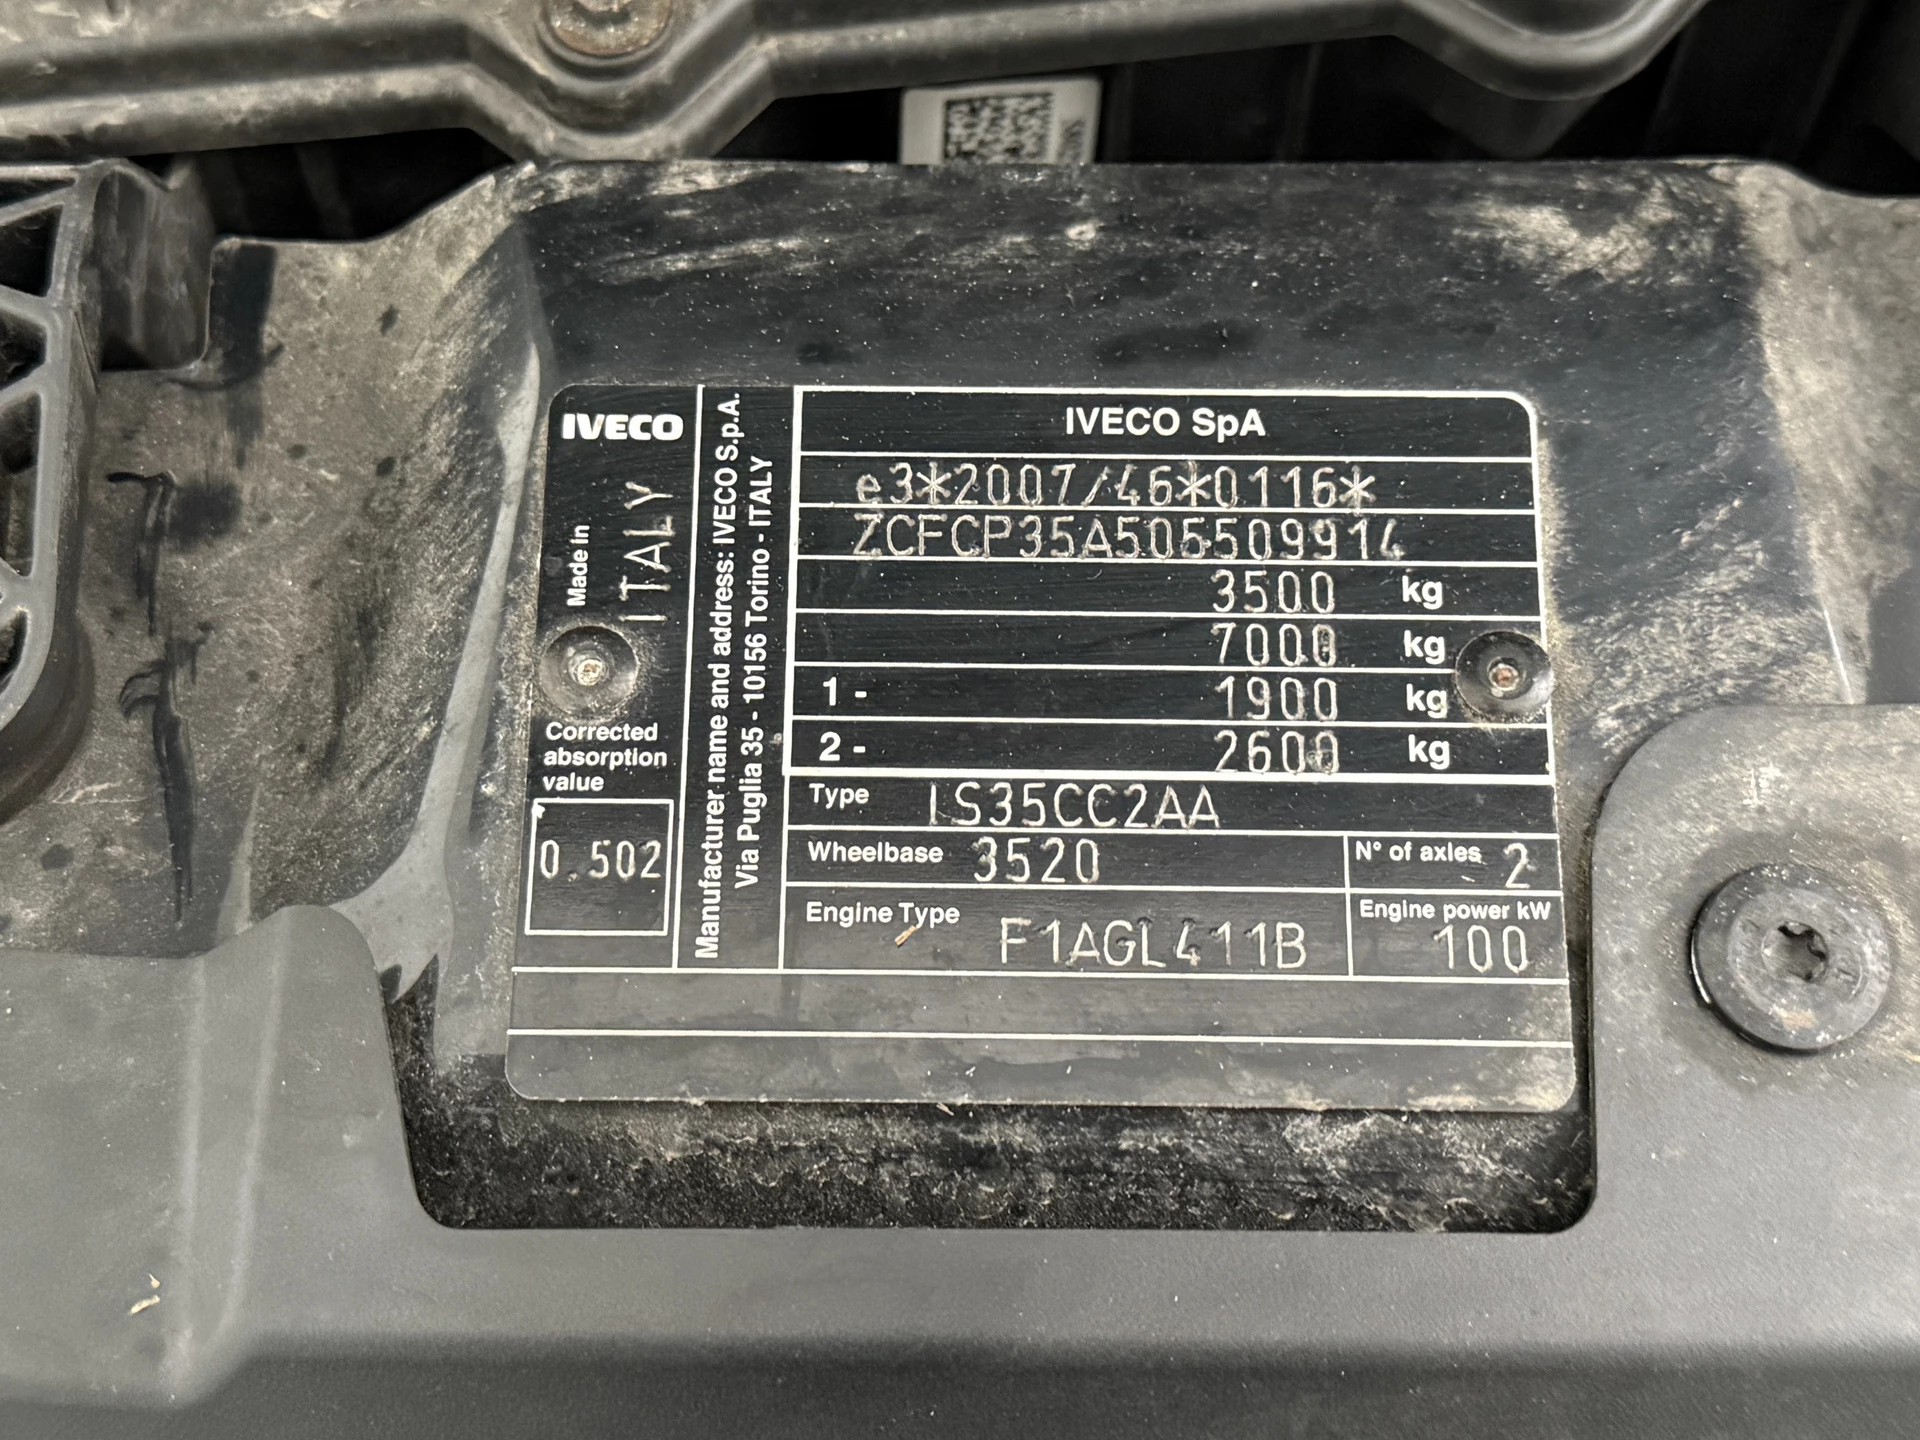 IVECO
Made in
ITALY
Corrected
absorption
value
0.502
Manufacturer name and address: IVECO S.p.A.
Via Puglia 35 - 10156 Torino - ITALY
IVECO SpA
e3*2007/46*0116*
ZCFCP35A505509914
3500 kg
7000 kg
1 - 1900 kg
2 - 2600 kg
Type IS35CC2AA
Wheelbase 3520 N° of axles 2
Engine Type F1AGL411B Engine power kW 100